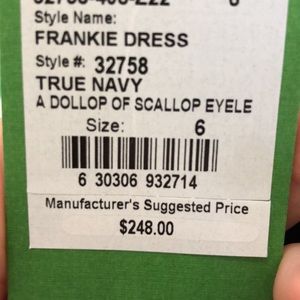 Style Name:
FRANKIE DRESS
Style #: 32758
TRUE NAVY
A DOLLOP OF SCALLOP EYELE
Size: 6
6 30306 932714
Manufacturer's Suggested Price
$248.00